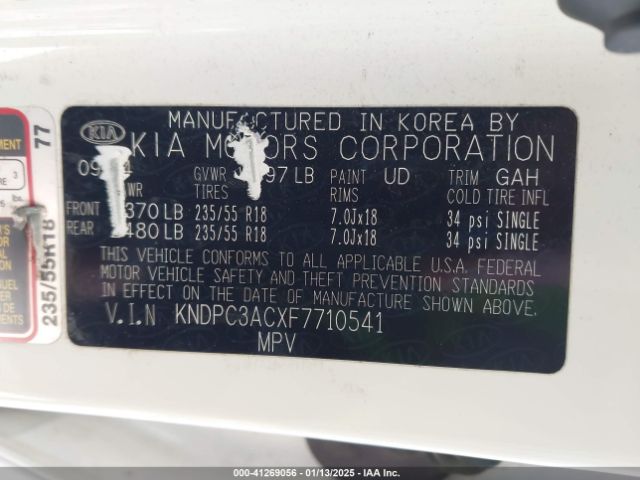 MANUFACTURED IN KOREA BY
KIA KIA MOTORS CORPORATION
GVWR 97 LB PAINT UD TRIM GAH
WR TIRES RIMS COLD TIRE INFL
FRONT 370 LB 235/55 R18 7.0Jx18 34 psi SINGLE
REAR 480 LB 235/55 R18 7.0Jx18 34 psi SINGLE
THIS VEHICLE CONFORMS TO ALL APPLICABLE U.S.A. FEDERAL
MOTOR VEHICLE SAFETY AND THEFT PREVENTION STANDARDS
IN EFFECT ON THE DATE OF MANUFACTURE SHOWN ABOVE.
V.I.N KNDPC3ACXF7710541
MPV
77
235/55R18
000-41269056 - 01/13/2025 - IAA Inc.